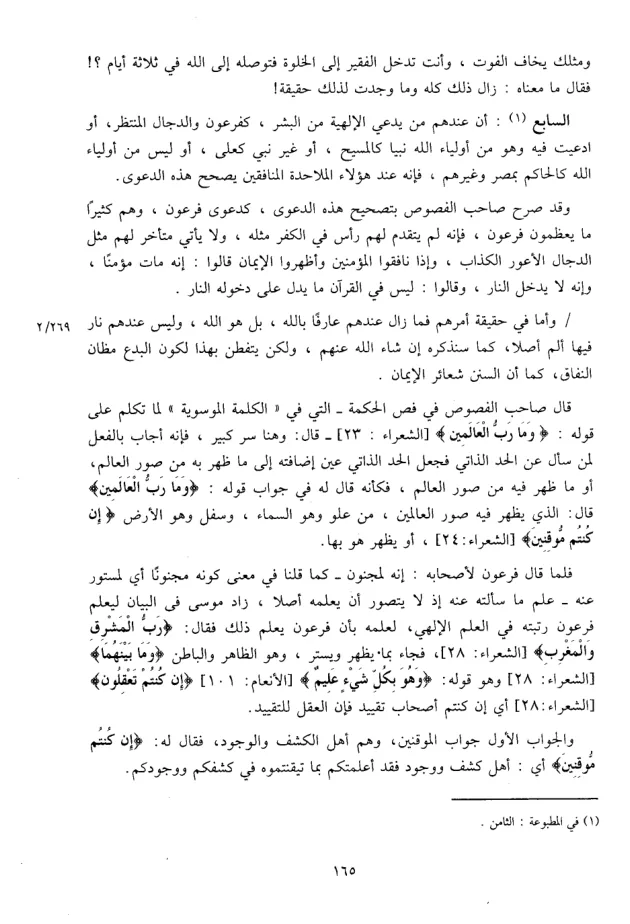 ومثلك يخاف الفوت ، وأنت تدخل الفقير إلى الخلوة فتوصله إلى الله في ثلاثة أيام ؟!
فقال ما معناه : زال ذلك كله وما وجدت لذلك حقيقة!
السابع (١) : أن عندهم من يدعي الإلهية من البشر ، كفرعون والدجال المنتظر، أو
ادعيت فيه وهو من أولياء الله نبيا كالمسيح ، أو غير نبي كعلى ، أو ليس من أولياء
الله كالحاكم بمصر وغيرهم ، فإنه عند هؤلاء الملاحدة المنافقين يصحح هذه الدعوى.
وقد صرح صاحب الفصوص بتصحيح هذه الدعوى ، كدعوى فرعون ، وهم كثيرًا
ما يعظمون فرعون ، فإنه لم يتقدم لهم رأس في الكفر مثله ، ولا يأتي متأخر لهم مثل
الدجال الأعور الكذاب ، وإذا نافقوا المؤمنين وأظهروا الإيمان قالوا : إنه مات مؤمنًا ،
وإنه لا يدخل النار ، وقالوا : ليس في القرآن ما يدل على دخوله النار .
٢/٢٦٩ / وأما في حقيقة أمرهم فما زال عندهم عارفًا بالله ، بل هو الله ، وليس عندهم نار
فيها ألم أصلا، كما سنذكره إن شاء الله عنهم ، ولكن يتفطن بهذا لكون البدع مظان
النفاق، كما أن السنن شعائر الإيمان .
قال صاحب الفصوص في فص الحكمة ـ التي في « الكلمة الموسوية » لما تكلم على
قوله : ﴿ وَمَا رَبُّ الْعَالَمِين ﴾ [الشعراء : ٢٣] ـ قال: وهنا سر كبير ، فإنه أجاب بالفعل
لمن سأل عن الحد الذاتي فجعل الحد الذاتي عين إضافته إلى ما ظهر به من صور العالم،
أو ما ظهر فيه من صور العالم ، فكأنه قال له في جواب قوله : ﴿وَمَا رَبُّ الْعَالَمِين﴾
قال: الذي يظهر فيه صور العالمين ، من علو وهو السماء ، وسفل وهو الأرض ﴿ إِن
كُنتُم مُّوقِنِينَ﴾ [الشعراء: ٢٤] ، أو يظهر هو بها.
فلما قال فرعون لأصحابه : إنه لمجنون ـ كما قلنا في معنى كونه مجنونًا أي لمستور
عنه ـ علم ما سألته عنه إذ لا يتصور أن يعلمه أصلا ، زاد موسى فى البيان ليعلم
فرعون رتبته في العلم الإلهي، لعلمه بأن فرعون يعلم ذلك فقال: ﴿رَبُّ الْمَشْرِقِ
وَالْمَغْرِب﴾ [الشعراء: ٢٨]، فجاء بما يظهر ويستر ، وهو الظاهر والباطن ﴿وَمَا بَيْنَهُمَا﴾
[الشعراء: ٢٨] وهو قوله: ﴿وَهُوَ بِكُلِّ شَيْءٍ عَلِيمٌ ﴾ [الأنعام: ١٠١] ﴿إِن كُنتُمْ تَعْقِلُون﴾
[الشعراء:٢٨] أي إن كنتم أصحاب تقييد فإن العقل للتقييد.
والجواب الأول جواب الموقنين، وهم أهل الكشف والوجود، فقال له: ﴿إِن كُنتُم
مُّوقِنِين﴾ أي : أهل كشف ووجود فقد أعلمتكم بما تيقنتموه في كشفكم ووجودكم.
(١) في المطبوعة : الثامن .
١٦٥